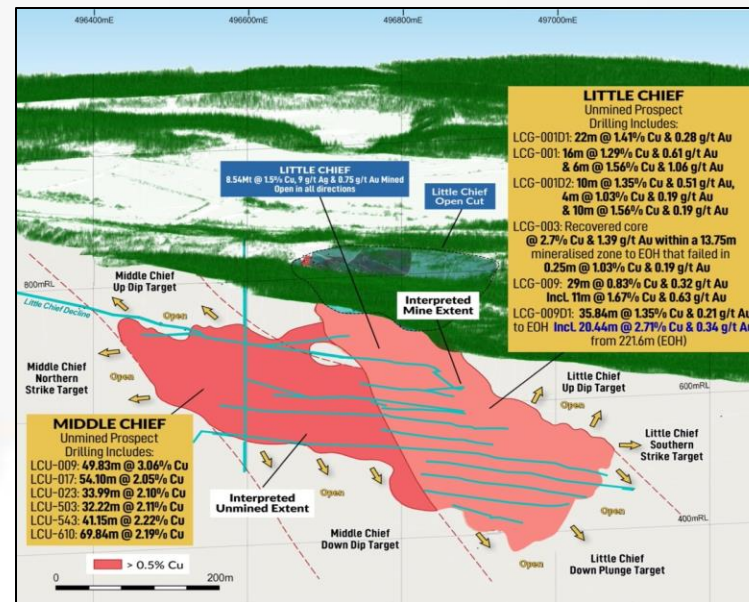 496400mE
496600mE
496800mE
497000mE
LITTLE CHIEF
Unmined Prospect
Drilling Includes:
LCG-001D1: 22m @ 1.41% Cu & 0.28 g/t Au
LCG-001: 16m @ 1.29% Cu & 0.61 g/t Au
& 6m @ 1.56% Cu & 1.06 g/t Au
LCG-001D2: 10m @ 1.35% Cu & 0.51 g/t Au,
4m @ 1.03% Cu & 0.19 g/t Au
& 10m @ 1.56% Cu & 0.19 g/t Au
LCG-003: Recovered core
@ 2.7% Cu & 1.39 g/t Au within a 13.75m
mineralised zone to EOH that failed in
0.25m @ 1.03% Cu & 0.19 g/t Au
LCG-009: 29m @ 0.83% Cu & 0.32 g/t Au
Incl. 11m @ 1.67% Cu & 0.63 g/t Au
LCG-009D1: 35.84m @ 1.35% Cu & 0.21 g/t Au
to EOH Incl. 20.44m @ 2.71% Cu & 0.34 g/t Au
from 221.6m (EOH)
LITTLE CHIEF
8.54Mt @ 1.5% Cu, 9 g/t Ag & 0.75 g/t Au Mined
Open in all directions
Little Chief
Open Cut
Middle Chief
Up Dip Target
800mRL
Little Chief Decline
Open
Open
Interpreted
Mine Extent
Middle Chief
Northern
Strike Target
Open
Little Chief
Up Dip Target
600mRL
Open
Little Chief
Southern
Strike Target
MIDDLE CHIEF
Unmined Prospect
Drilling Includes:
LCU-009: 49.83m @ 3.06% Cu
LCU-017: 54.10m @ 2.05% Cu
LCU-023: 33.99m @ 2.10% Cu
LCU-503: 32.22m @ 2.11% Cu
LCU-543: 41.15m @ 2.22% Cu
LCU-610: 69.84m @ 2.19% Cu
Interpreted
Unmined Extent
Open
Open
Middle Chief
Down Dip Target
400mRL
Open
Little Chief
Down Plunge Target
> 0.5% Cu
0
200m